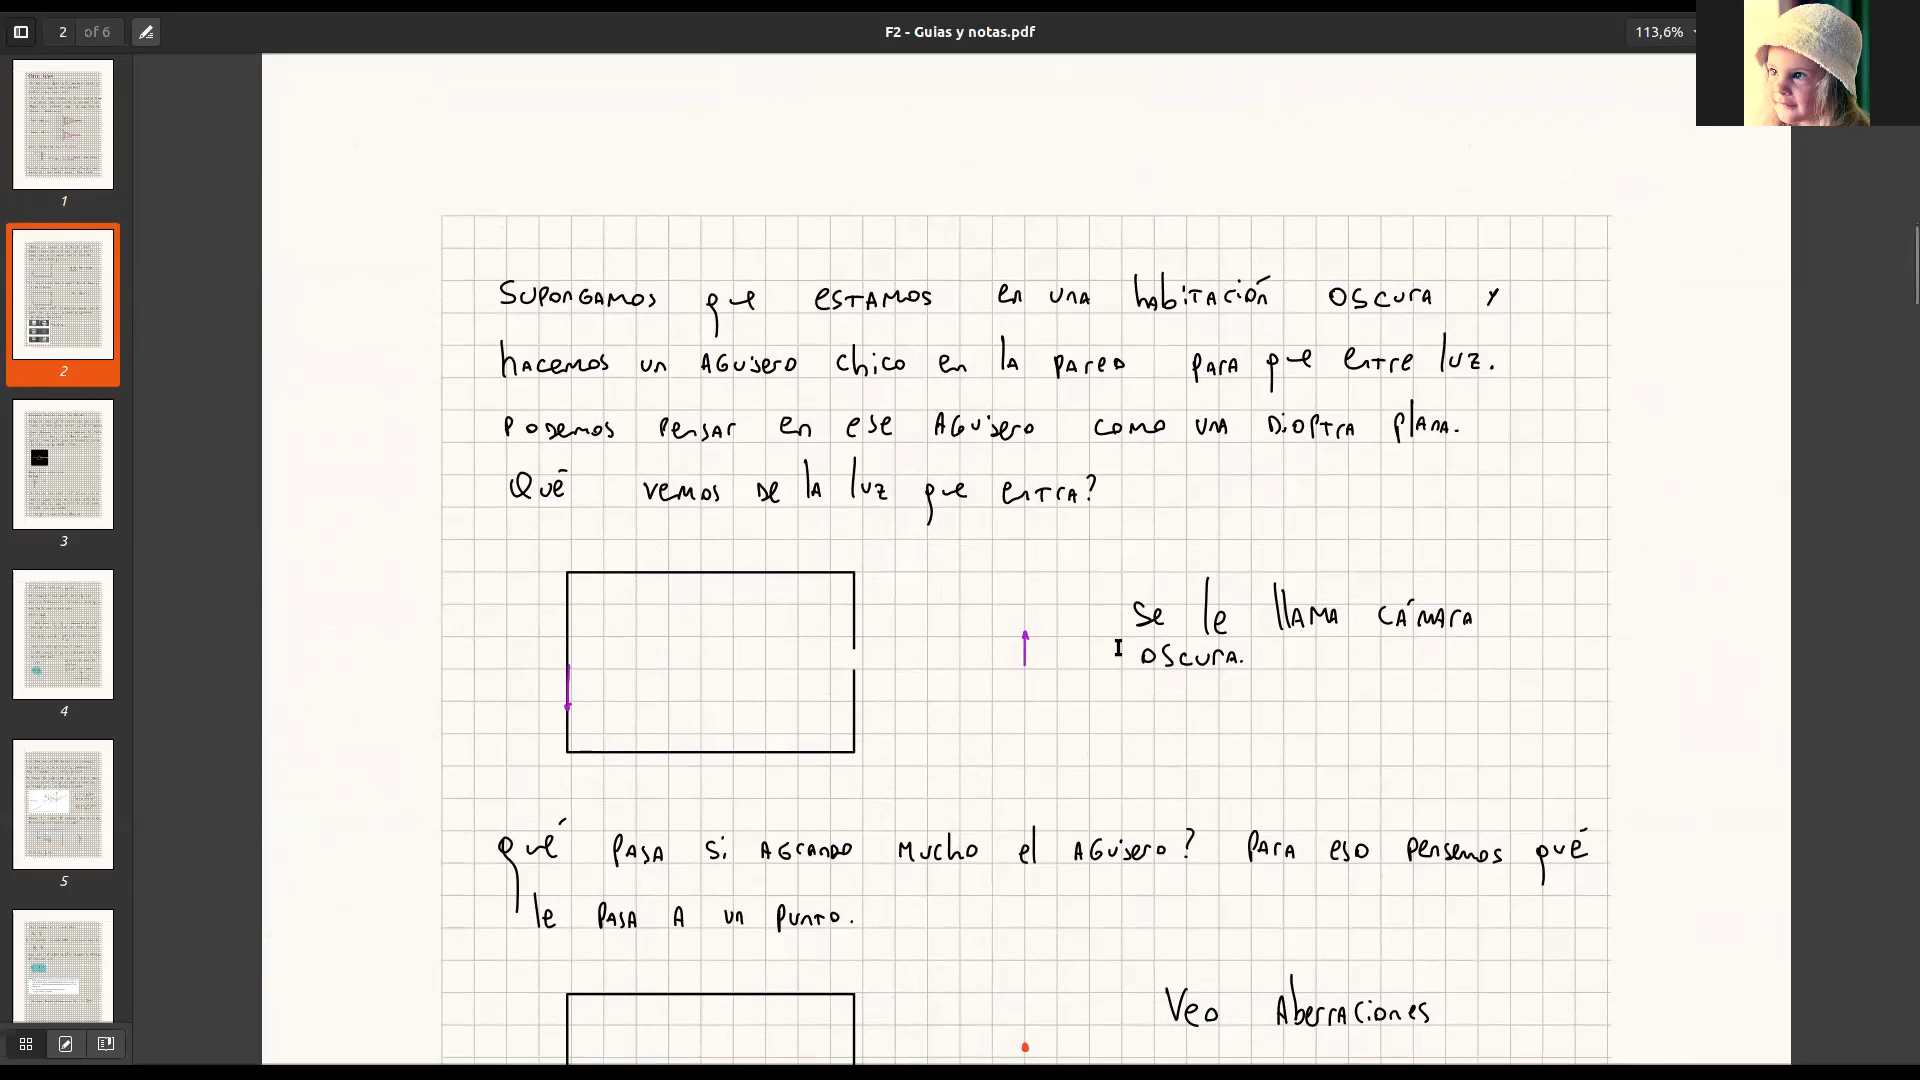 2 of 6
F2 - Guias y notas.pdf
113,6%
1
2
3
4
5
Supongamos que estamos en una habitación oscura y
hacemos un agujero chico en la pared para que entre luz.
Podemos pensar en ese agujero como una dioptra plana.
Qué vemos de la luz que entra?
Se le llama cámara
oscura.
qué pasa si agrando mucho el agujero? Para eso pensemos qué
le pasa a un punto.
Veo Aberraciones